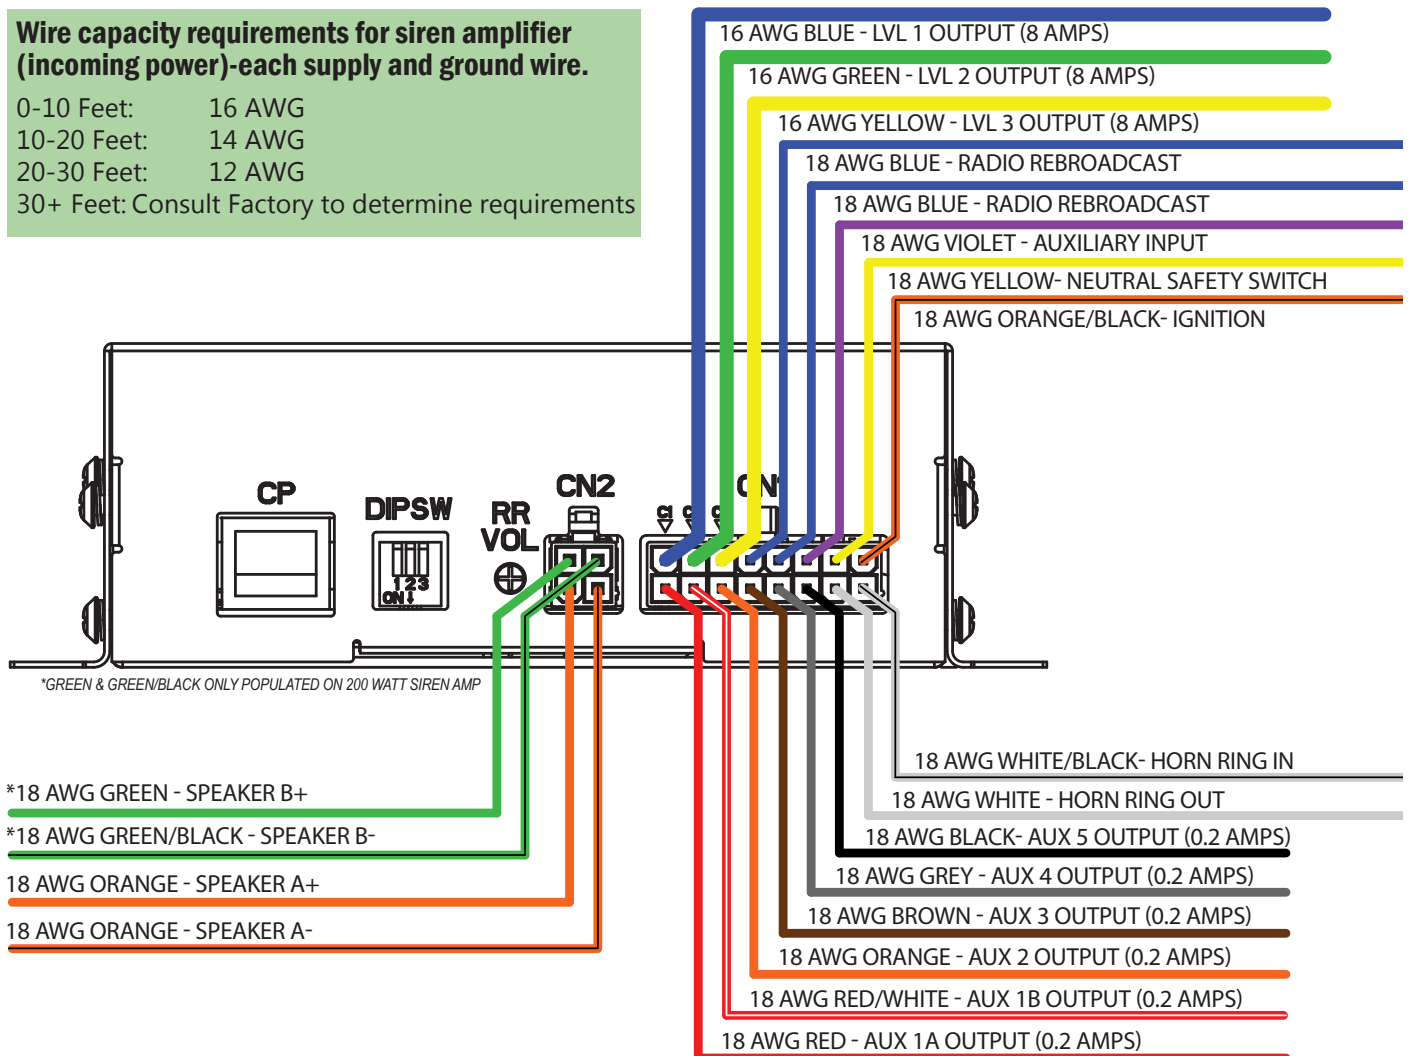 Wire capacity requirements for siren amplifier
(incoming power)-each supply and ground wire.
0-10 Feet: 16 AWG
10-20 Feet: 14 AWG
20-30 Feet: 12 AWG
30+ Feet: Consult Factory to determine requirements
16 AWG BLUE - LVL 1 OUTPUT (8 AMPS)
16 AWG GREEN - LVL 2 OUTPUT (8 AMPS)
16 AWG YELLOW - LVL 3 OUTPUT (8 AMPS)
18 AWG BLUE - RADIO REBROADCAST
18 AWG BLUE - RADIO REBROADCAST
18 AWG VIOLET - AUXILIARY INPUT
18 AWG YELLOW- NEUTRAL SAFETY SWITCH
18 AWG ORANGE/BLACK- IGNITION
CP
DIPSW
1 2 3
ON
RR
VOL
CN2
C1
*GREEN & GREEN/BLACK ONLY POPULATED ON 200 WATT SIREN AMP
*18 AWG GREEN - SPEAKER B+
*18 AWG GREEN/BLACK - SPEAKER B-
18 AWG ORANGE - SPEAKER A+
18 AWG ORANGE - SPEAKER A-
18 AWG WHITE/BLACK- HORN RING IN
18 AWG WHITE - HORN RING OUT
18 AWG BLACK- AUX 5 OUTPUT (0.2 AMPS)
18 AWG GREY - AUX 4 OUTPUT (0.2 AMPS)
18 AWG BROWN - AUX 3 OUTPUT (0.2 AMPS)
18 AWG ORANGE - AUX 2 OUTPUT (0.2 AMPS)
18 AWG RED/WHITE - AUX 1B OUTPUT (0.2 AMPS)
18 AWG RED - AUX 1A OUTPUT (0.2 AMPS)